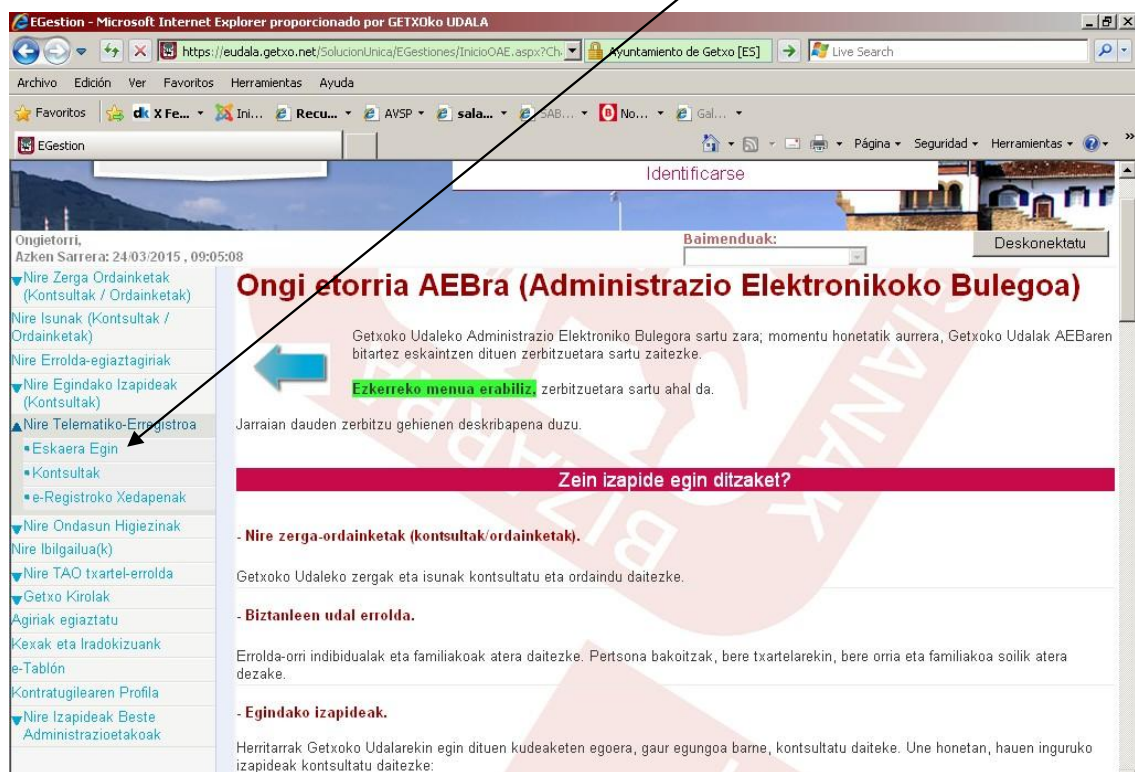 EGestion - Microsoft Internet Explorer proporcionado por GETXOko UDALA
https://eudala.getxo.net/SolucionUnica/EGestiones/InicioOAE.aspx?Ch
Ayuntamiento de Getxo [ES]
Live Search
Archivo Edición Ver Favoritos Herramientas Ayuda
Favoritos dk X Fe... Ini... Recu... AVSP sala... SAB... No... Gal...
EGestion
Página Seguridad Herramientas »
Identificarse
Ongietorri,
Azken Sarrera: 24/03/2015 , 09:05:08
Baimenduak:
Deskonektatu
Nire Zerga Ordainketak
(Kontsultak / Ordainketak)
Nire Isunak (Kontsultak /
Ordainketak)
Nire Errolda-egiaztagiriak
Nire Egindako Izapideak
(Kontsultak)
Nire Telematiko-Erregistroa
Eskaera Egin
Kontsultak
e-Registroko Xedapenak
Nire Ondasun Higiezinak
Nire Ibilgailua(k)
Nire TAO txartel-errolda
Getxo Kirolak
Agiriak egiaztatu
Kexak eta Iradokizuank
e-Tablón
Kontratugilearen Profila
Nire Izapideak Beste
Administrazioetakoak
Ongi etorria AEBra (Administrazio Elektronikoko Bulegoa)
Getxoko Udaleko Administrazio Elektroniko Bulegora sartu zara; momentu honetatik aurrera, Getxoko Udalak AEBaren
bitartez eskaintzen dituen zerbitzuetara sartu zaitezke.
Ezkerreko menua erabiliz, zerbitzuetara sartu ahal da.
Jarraian dauden zerbitzu gehienen deskribapena duzu.
Zein izapide egin ditzaket?
- Nire zerga-ordainketak (kontsultak/ordainketak).
Getxoko Udaleko zergak eta isunak kontsultatu eta ordaindu daitezke.
- Biztanleen udal errolda.
Errolda-orri indibidualak eta familiakoak atera daitezke. Pertsona bakoitzak, bere txartelarekin, bere orria eta familiakoa soilik atera
dezake.
- Egindako izapideak.
Herritarrak Getxoko Udalarekin egin dituen kudeaketen egoera, gaur egungoa barne, kontsultatu daiteke. Une honetan, hauen inguruko
izapideak kontsultatu daitezke: